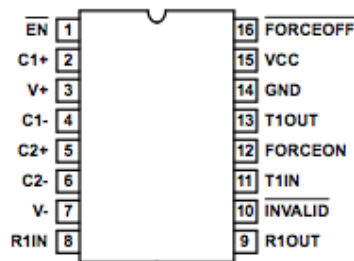 EN 1 16 FORCEOFF
C1+ 2 15 VCC
V+ 3 14 GND
C1- 4 13 T1OUT
C2+ 5 12 FORCEON
C2- 6 11 T1IN
V- 7 10 INVALID
R1IN 8 9 R1OUT